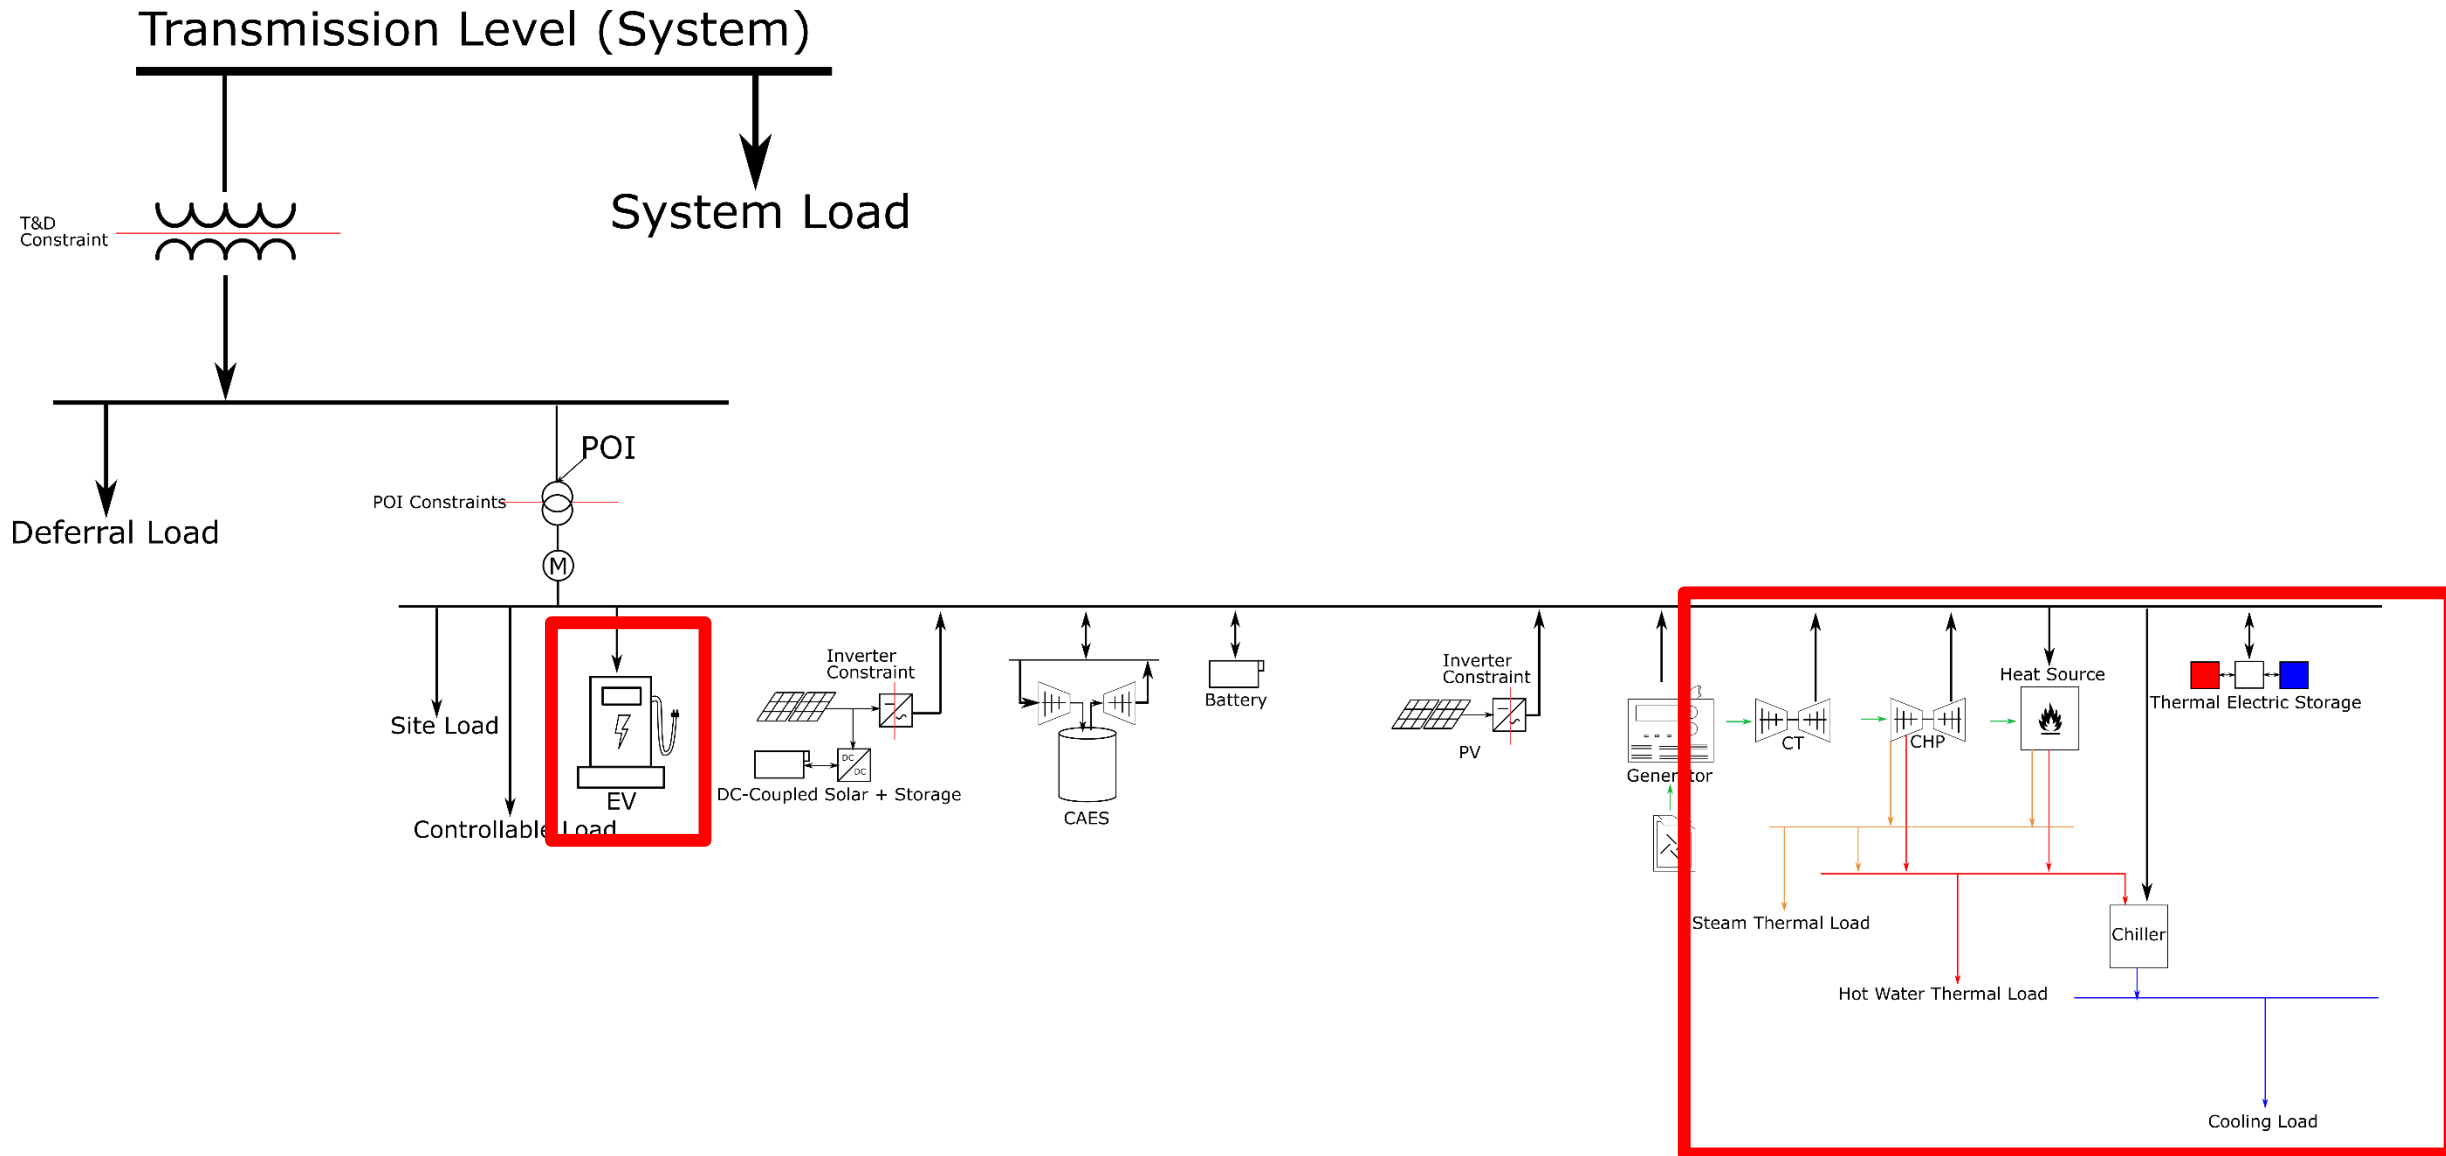 Transmission Level (System)
System Load
T&D
Constraint
POI
POI Constraints
Deferral Load
M
Site Load
Controllable Load
EV
Inverter
Constraint
DC
DC
DC-Coupled Solar + Storage
CAES
Battery
Inverter
Constraint
PV
Generator
CT
CHP
Heat Source
Thermal Electric Storage
Steam Thermal Load
Hot Water Thermal Load
Chiller
Cooling Load